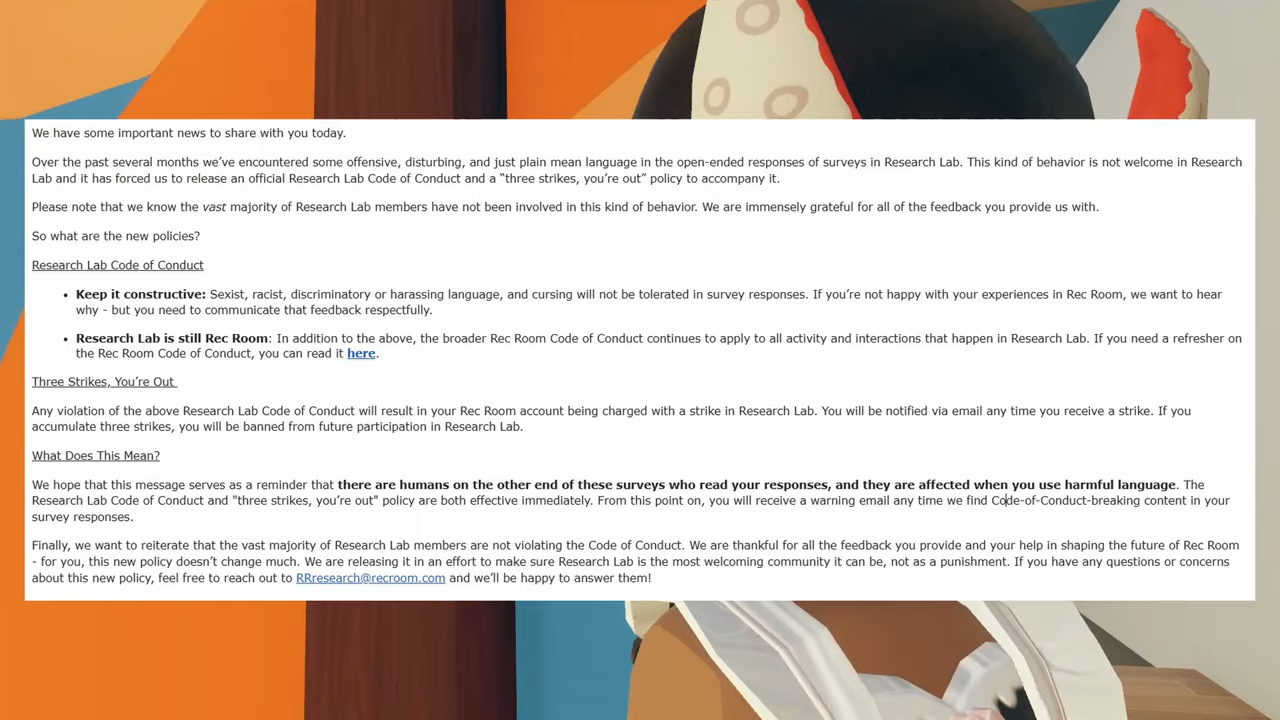 We have some important news to share with you today.
Over the past several months we've encountered some offensive, disturbing, and just plain mean language in the open-ended responses of surveys in Research Lab. This kind of behavior is not welcome in Research
Lab and it has forced us to release an official Research Lab Code of Conduct and a “three strikes, you’re out” policy to accompany it.
Please note that we know the vast majority of Research Lab members have not been involved in this kind of behavior. We are immensely grateful for all of the feedback you provide us with.
So what are the new policies?
Research Lab Code of Conduct
• Keep it constructive: Sexist, racist, discriminatory or harassing language, and cursing will not be tolerated in survey responses. If you’re not happy with your experiences in Rec Room, we want to hear
why - but you need to communicate that feedback respectfully.
• Research Lab is still Rec Room: In addition to the above, the broader Rec Room Code of Conduct continues to apply to all activity and interactions that happen in Research Lab. If you need a refresher on
the Rec Room Code of Conduct, you can read it here.
Three Strikes, You’re Out
Any violation of the above Research Lab Code of Conduct will result in your Rec Room account being charged with a strike in Research Lab. You will be notified via email any time you receive a strike. If you
accumulate three strikes, you will be banned from future participation in Research Lab.
What Does This Mean?
We hope that this message serves as a reminder that there are humans on the other end of these surveys who read your responses, and they are affected when you use harmful language. The
Research Lab Code of Conduct and "three strikes, you’re out" policy are both effective immediately. From this point on, you will receive a warning email any time we find Code-of-Conduct-breaking content in your
survey responses.
Finally, we want to reiterate that the vast majority of Research Lab members are not violating the Code of Conduct. We are thankful for all the feedback you provide and your help in shaping the future of Rec Room
- for you, this new policy doesn’t change much. We are releasing it in an effort to make sure Research Lab is the most welcoming community it can be, not as a punishment. If you have any questions or concerns
about this new policy, feel free to reach out to RRresearch@recroom.com and we’ll be happy to answer them!